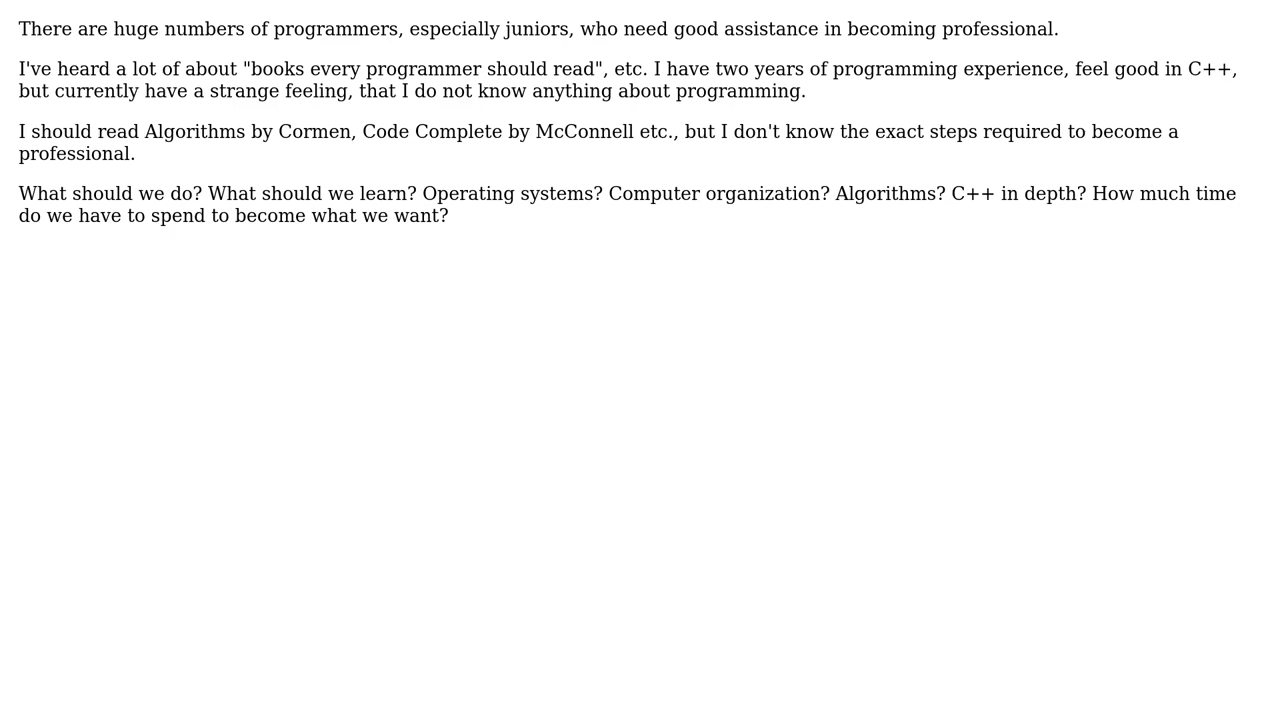 There are huge numbers of programmers, especially juniors, who need good assistance in becoming professional.
I've heard a lot of about "books every programmer should read", etc. I have two years of programming experience, feel good in C++,
but currently have a strange feeling, that I do not know anything about programming.
I should read Algorithms by Cormen, Code Complete by McConnell etc., but I don't know the exact steps required to become a
professional.
What should we do? What should we learn? Operating systems? Computer organization? Algorithms? C++ in depth? How much time
do we have to spend to become what we want?